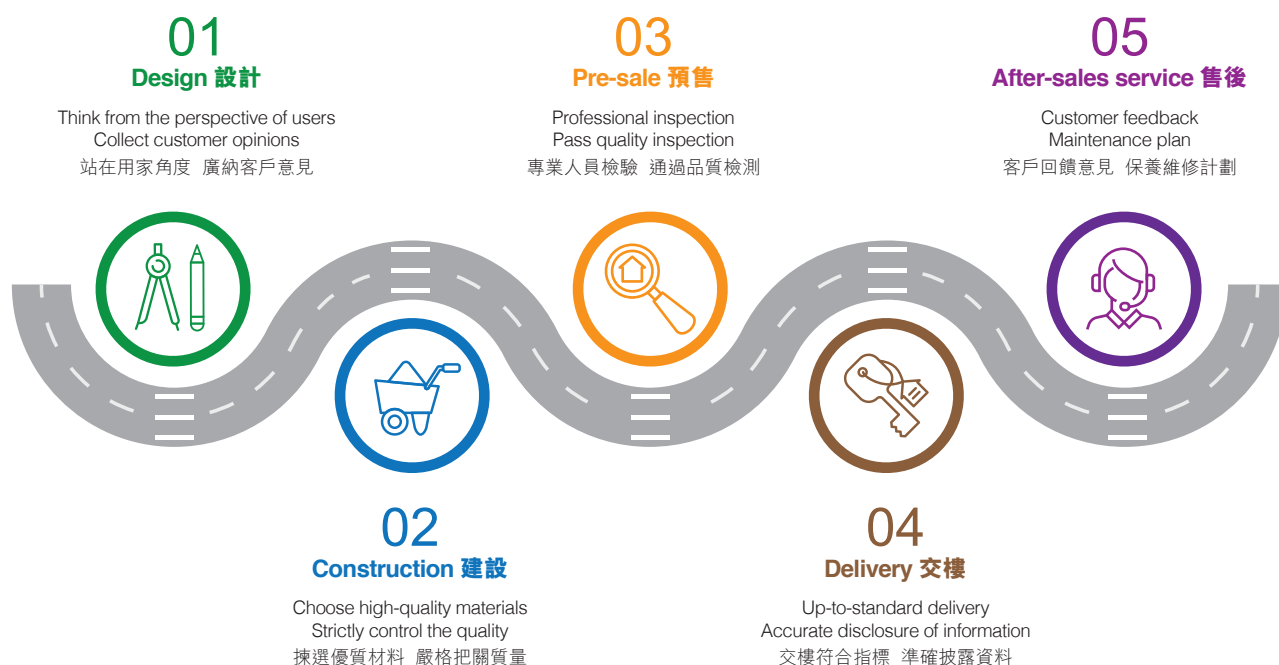 01
Design 設計
Think from the perspective of users
Collect customer opinions
站在用家角度 廣納客戶意見
02
Construction 建設
Choose high-quality materials
Strictly control the quality
揀選優質材料 嚴格把關質量
03
Pre-sale 預售
Professional inspection
Pass quality inspection
專業人員檢驗 通過品質檢測
04
Delivery 交樓
Up-to-standard delivery
Accurate disclosure of information
交樓符合指標 準確披露資料
05
After-sales service 售後
Customer feedback
Maintenance plan
客戶回饋意見 保養維修計劃